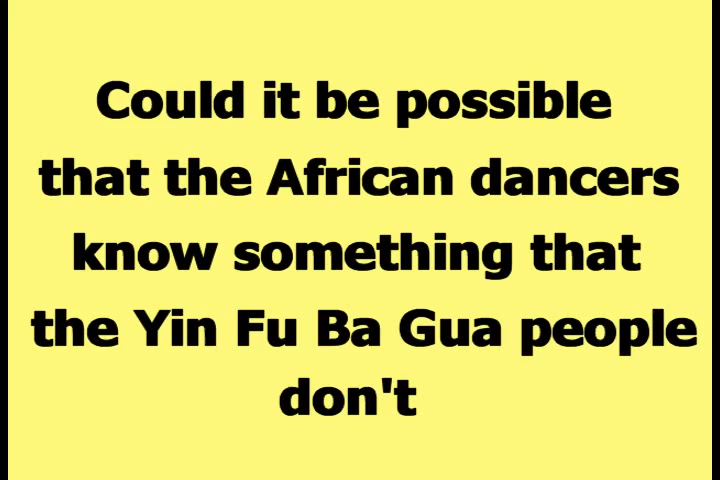 Could it be possible
that the African dancers
know something that
the Yin Fu Ba Gua people
don't